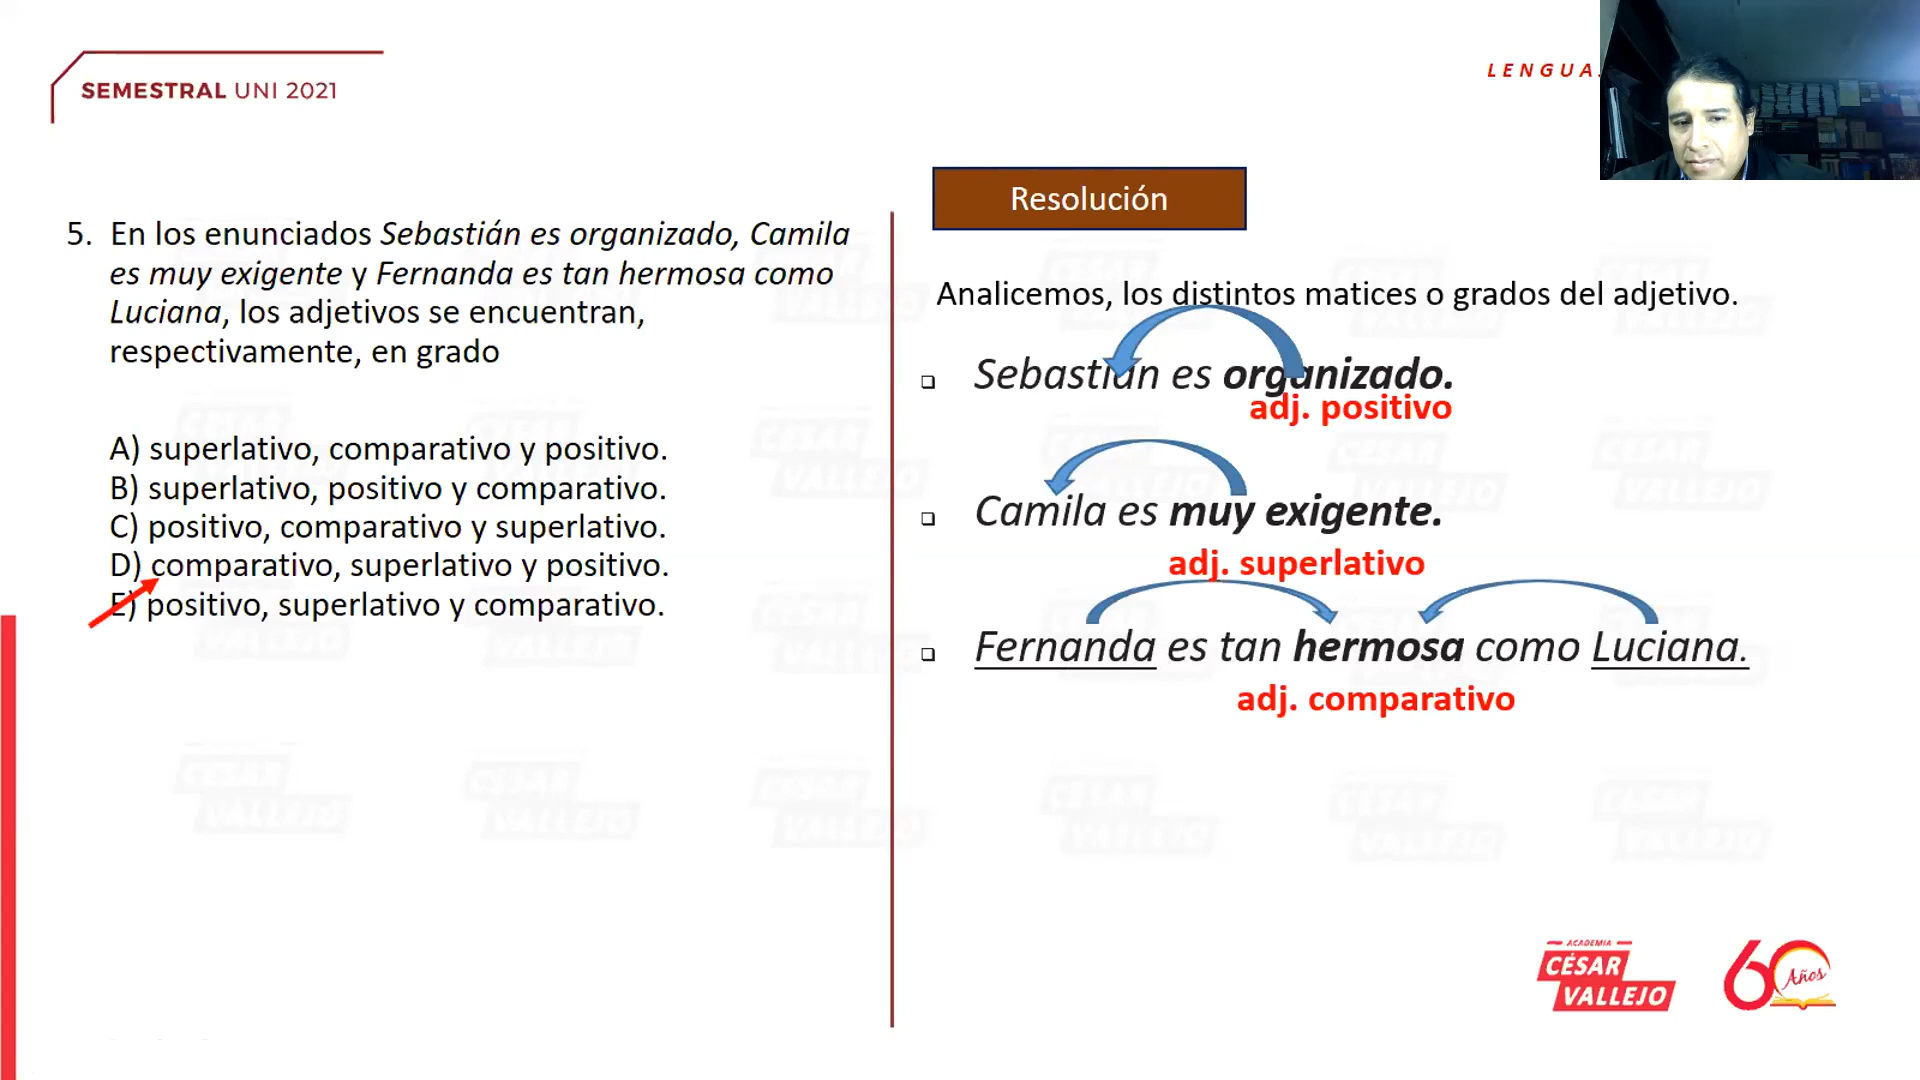 SEMESTRAL UNI 2021
LENGUA
5. En los enunciados Sebastián es organizado, Camila
es muy exigente y Fernanda es tan hermosa como
Luciana, los adjetivos se encuentran,
respectivamente, en grado
A) superlativo, comparativo y positivo.
B) superlativo, positivo y comparativo.
C) positivo, comparativo y superlativo.
D) comparativo, superlativo y positivo.
E) positivo, superlativo y comparativo.
Resolución
Analicemos, los distintos matices o grados del adjetivo.
Sebastián es organizado.
adj. positivo
Camila es muy exigente.
adj. superlativo
Fernanda es tan hermosa como Luciana.
adj. comparativo
ACADEMIA
CÉSAR
VALLEJO
60 Años